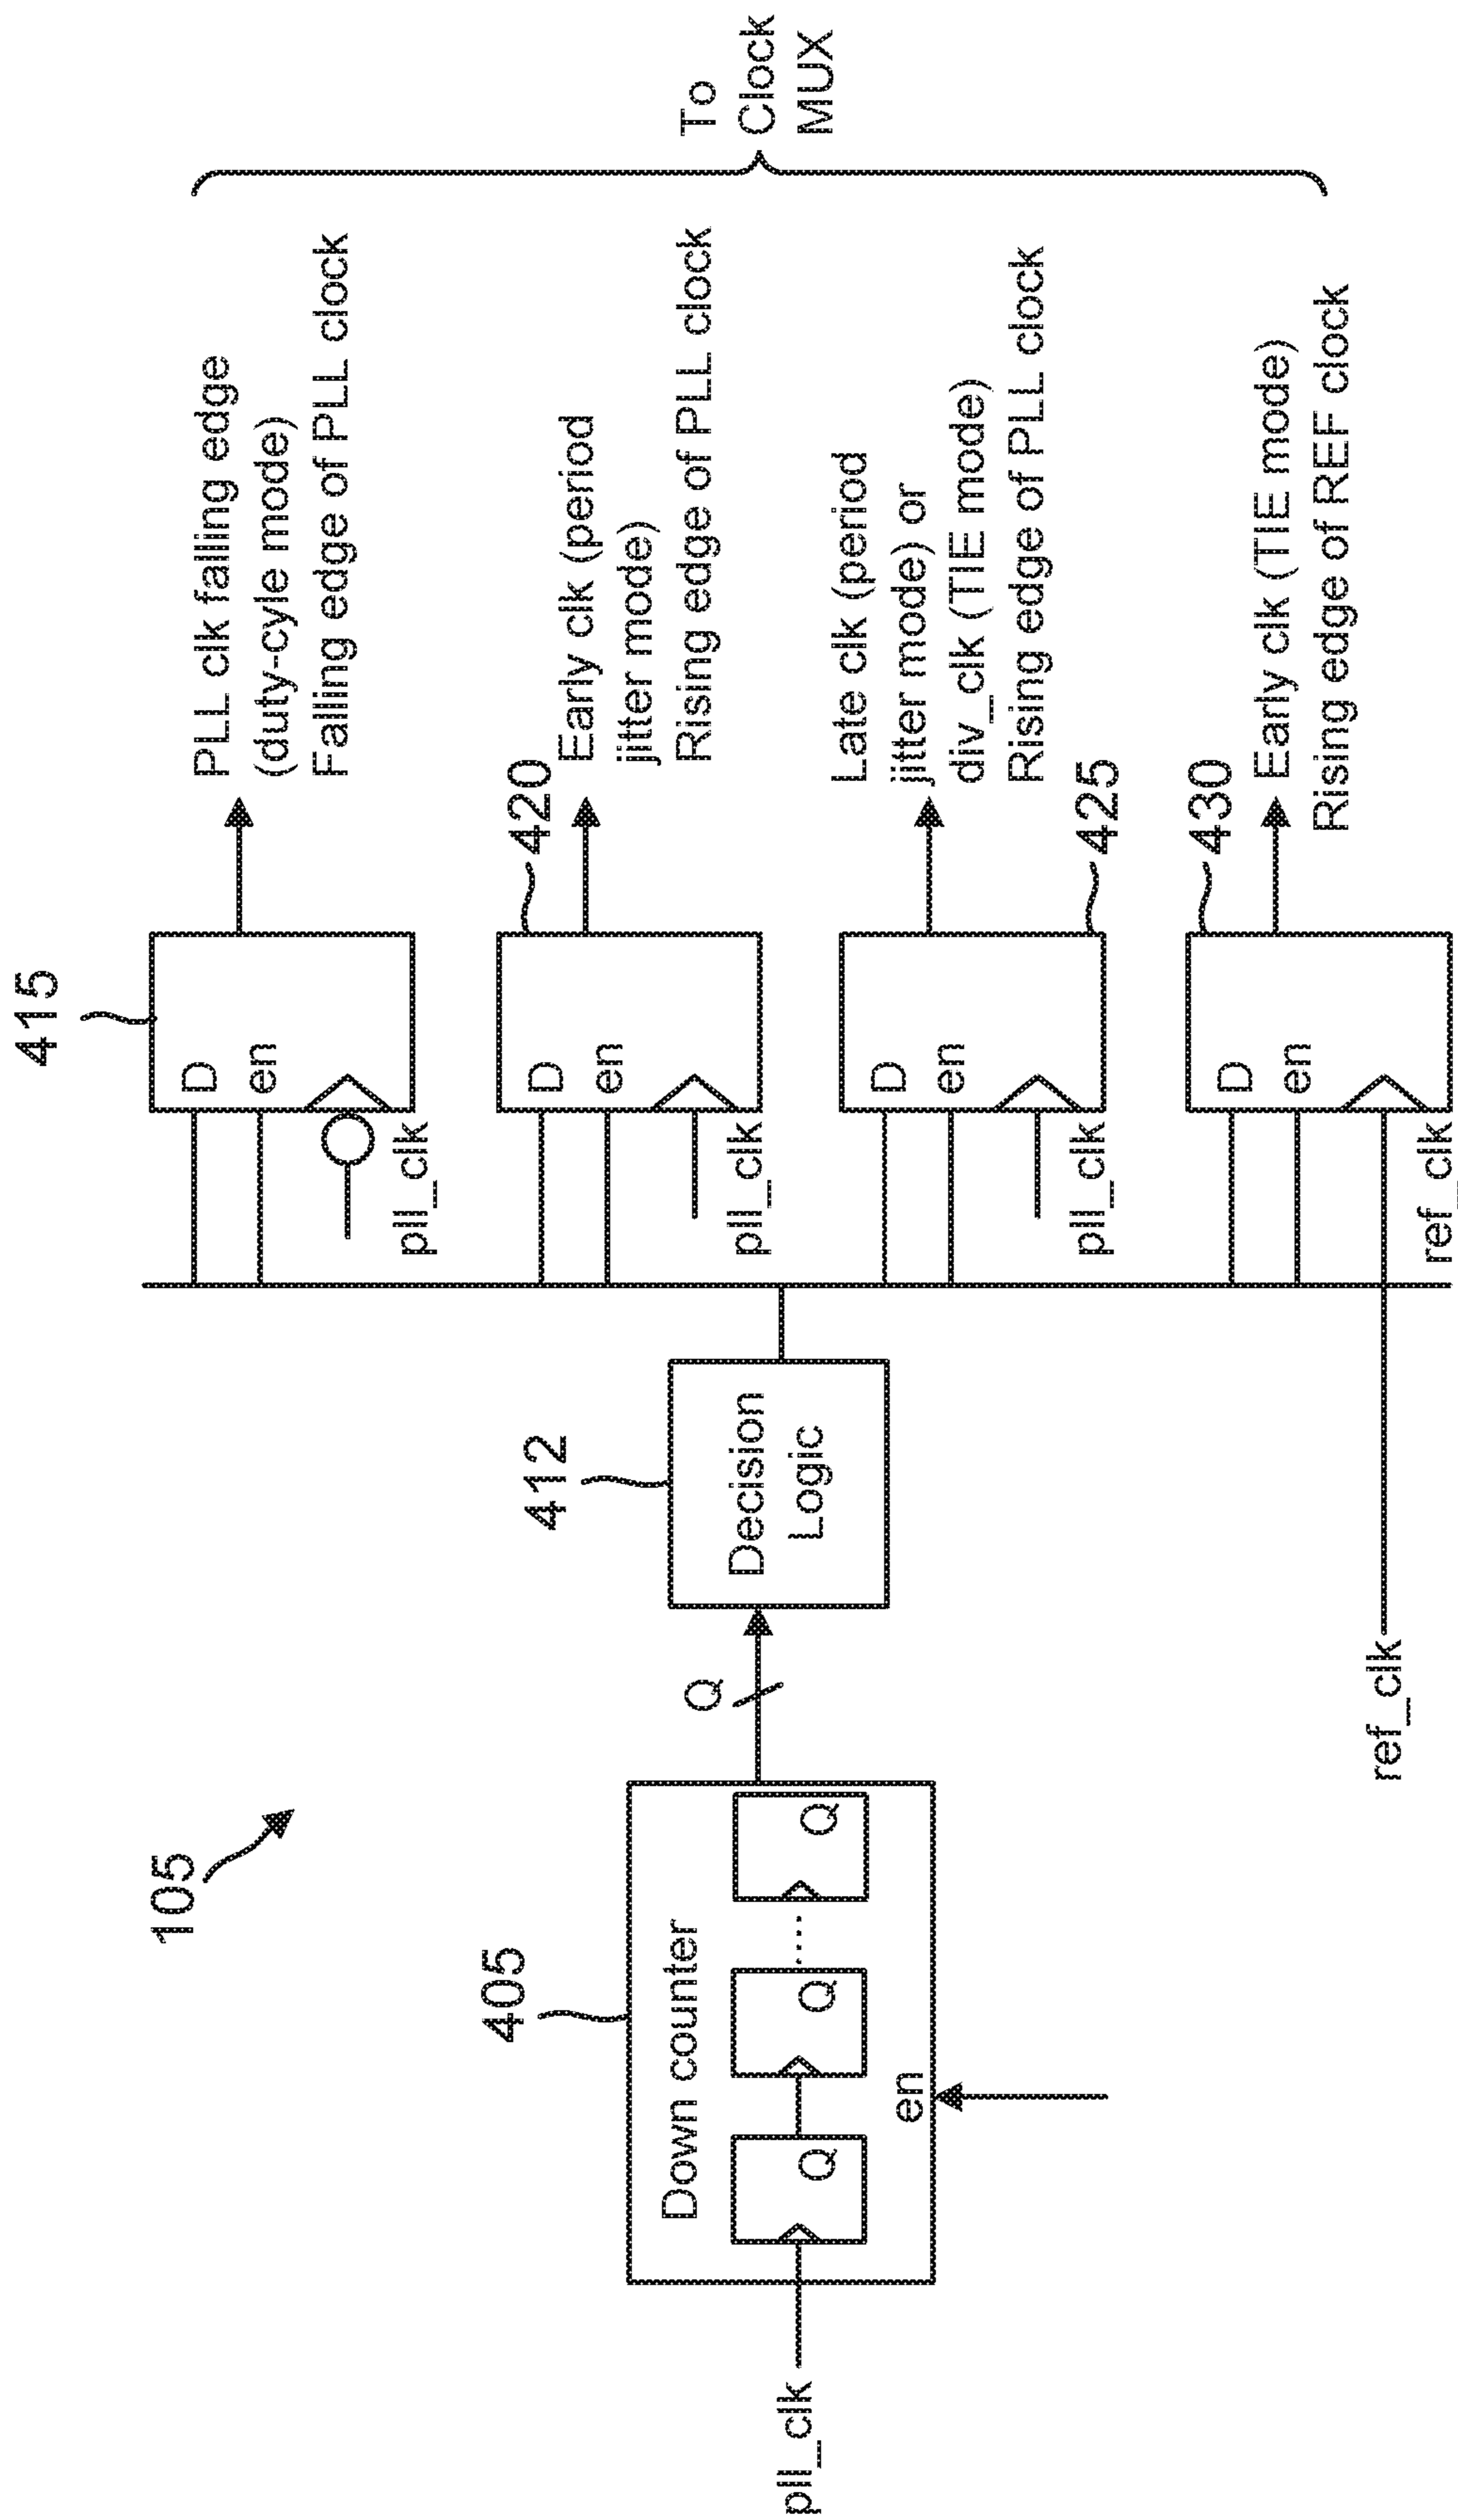 105
405
Down counter
Q
Q
Q
en
pll_clk
Q
412
Decision
Logic
ref_clk
415
D
en
pll_clk
PLL clk falling edge
(duty-cyle mode)
Falling edge of PLL clock
420
D
en
pll_clk
Early clk (period
jitter mode)
Rising edge of PLL clock
425
D
en
pll_clk
Late clk (period
jitter mode) or
div_clk (TIE mode)
Rising edge of PLL clock
430
D
en
ref_clk
Early clk (TIE mode)
Rising edge of REF clock
To
Clock
MUX